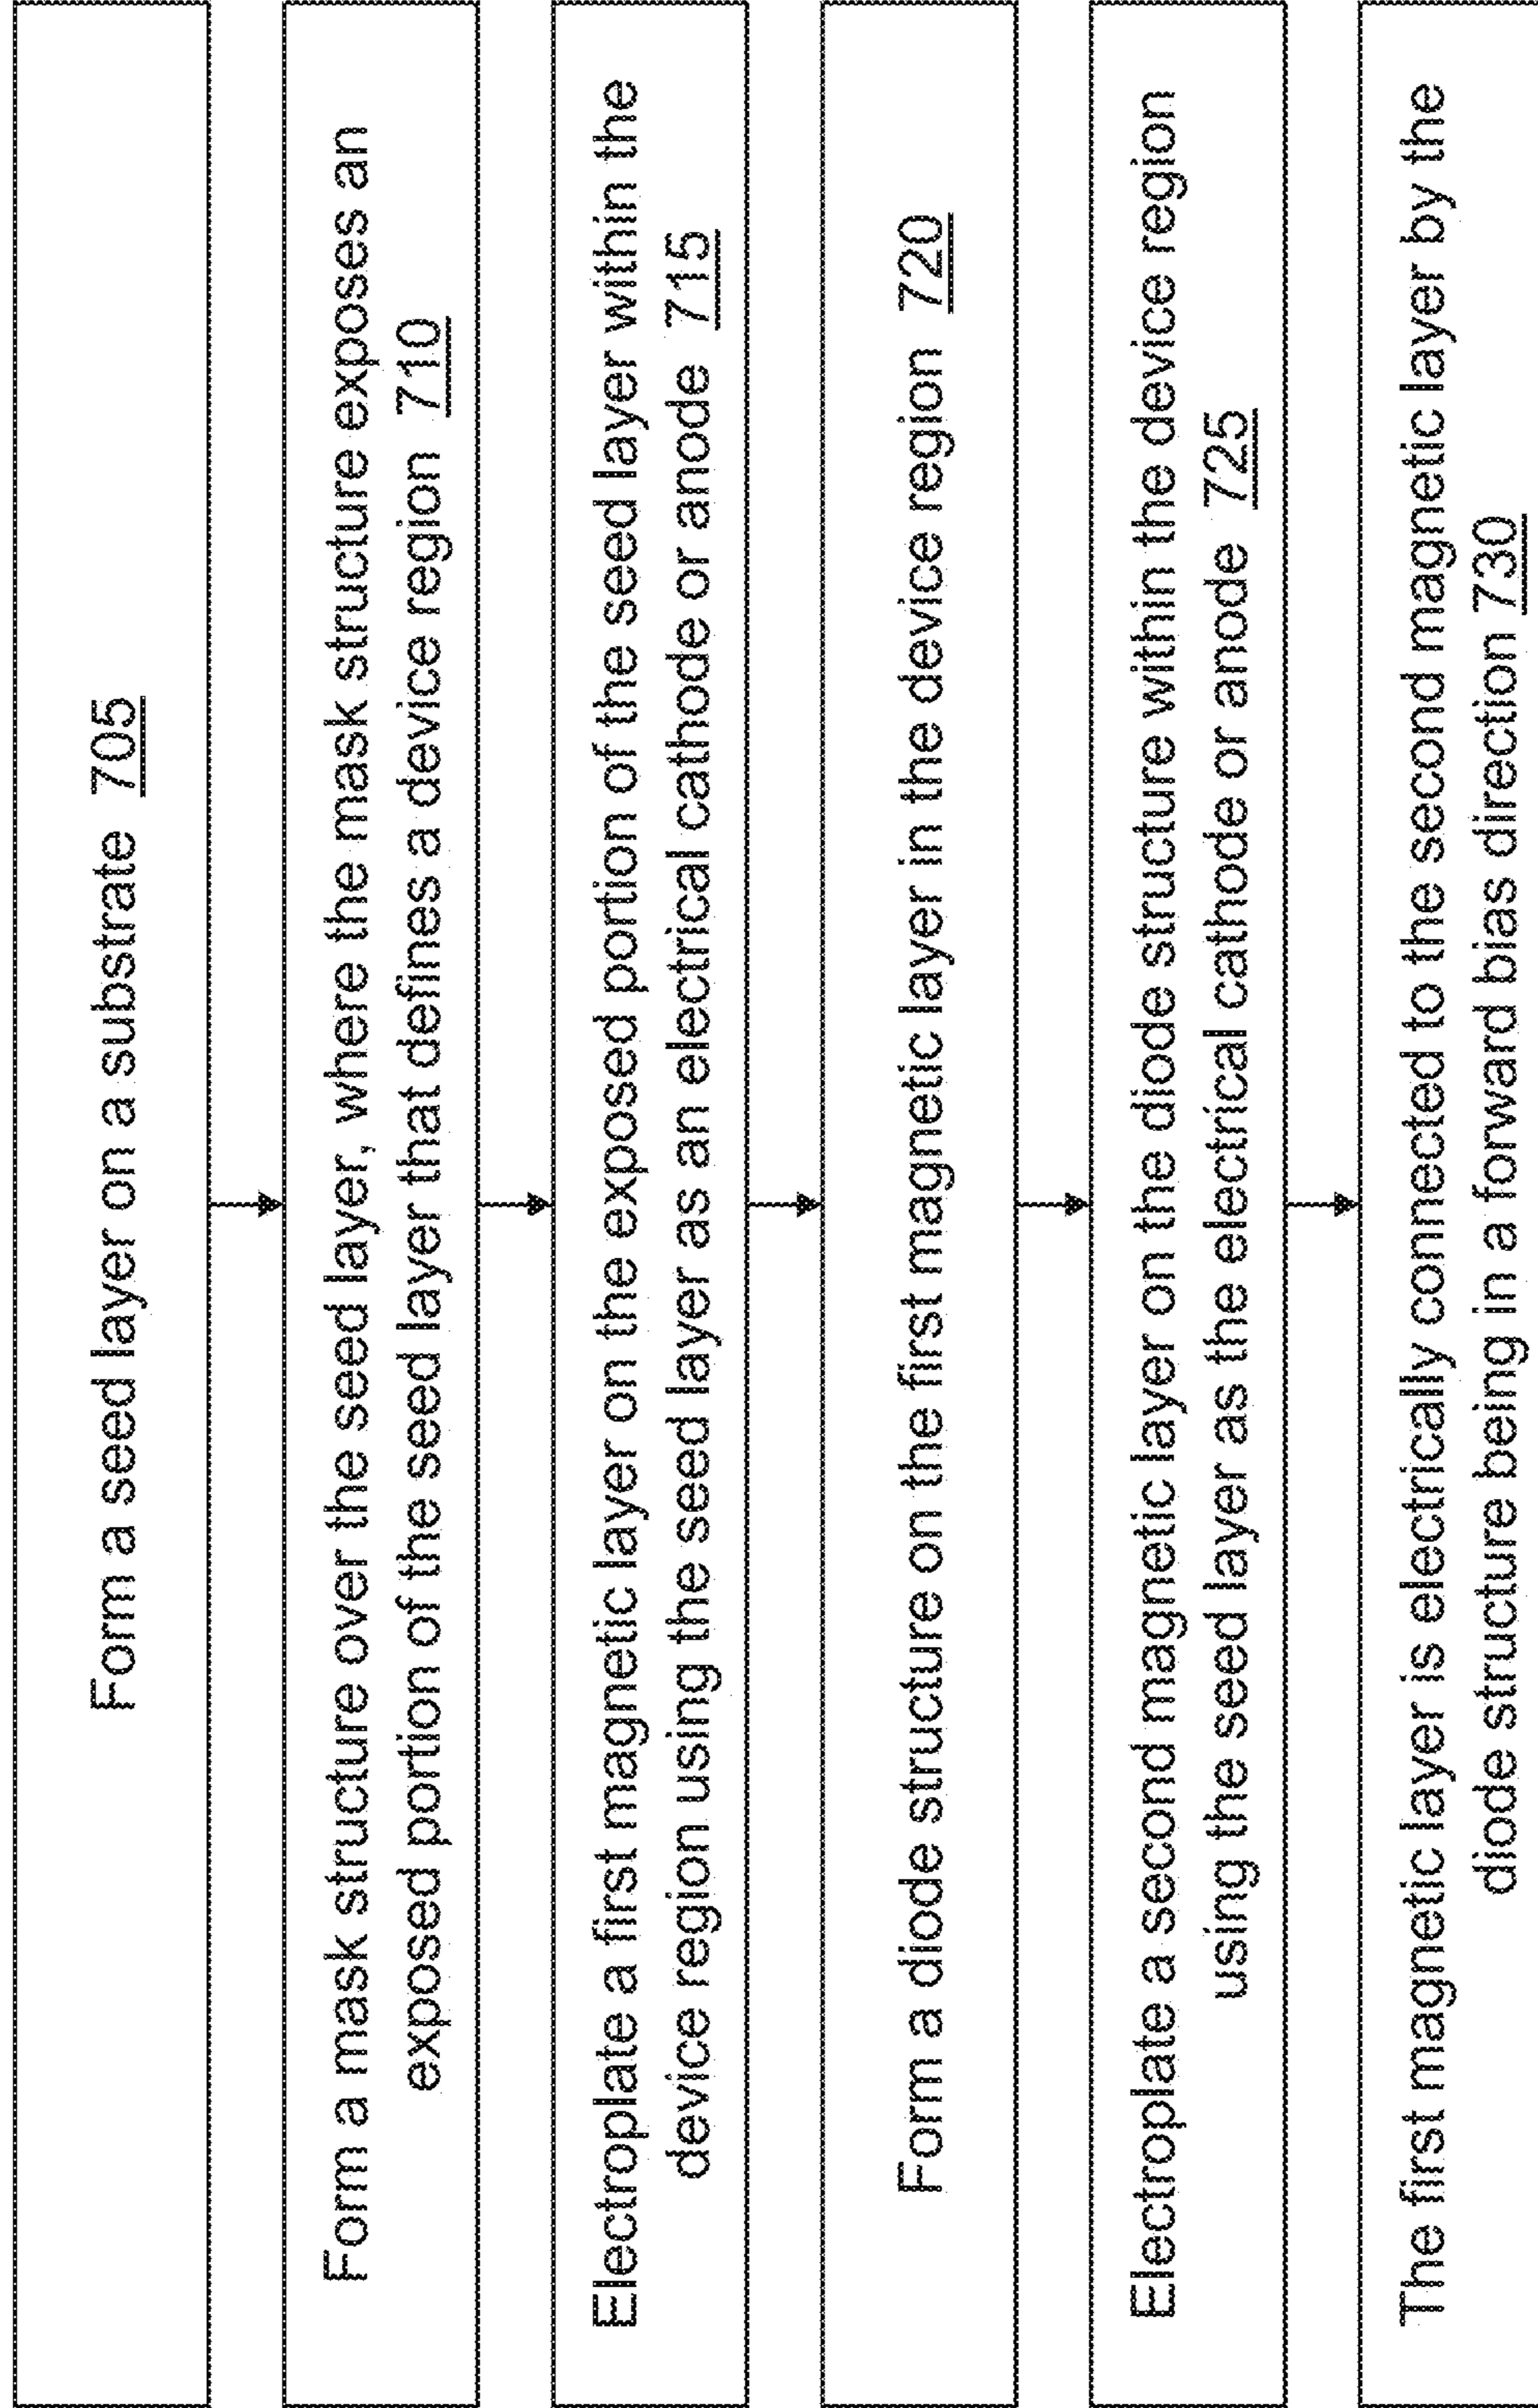 Form a seed layer on a substrate 705
Form a mask structure over the seed layer, where the mask structure exposes an
exposed portion of the seed layer that defines a device region 710
Electroplate a first magnetic layer on the exposed portion of the seed layer within the
device region using the seed layer as an electrical cathode or anode 715
Form a diode structure on the first magnetic layer in the device region 720
Electroplate a second magnetic layer on the diode structure within the device region
using the seed layer as the electrical cathode or anode 725
The first magnetic layer is electrically connected to the second magnetic layer by the
diode structure being in a forward bias direction 730